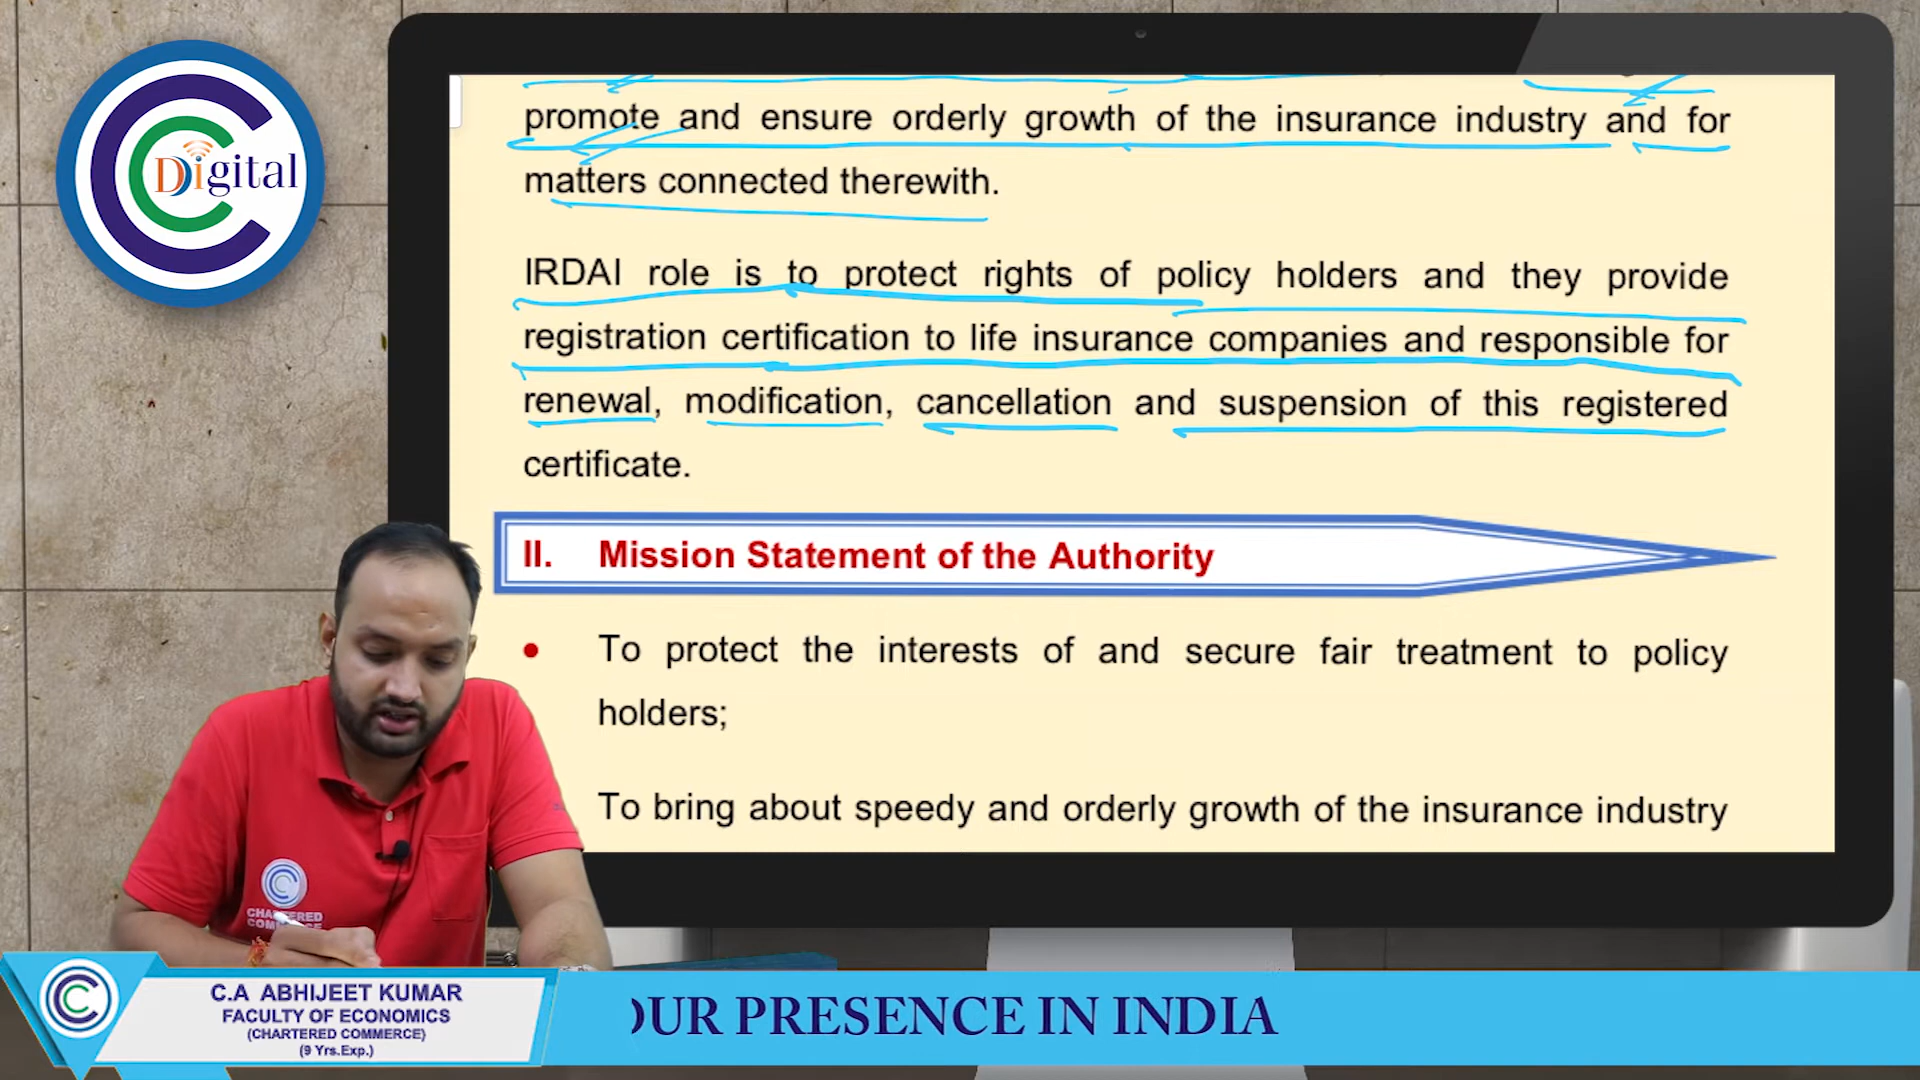 promote and ensure orderly growth of the insurance industry and for
matters connected therewith.
IRDAI role is to protect rights of policy holders and they provide
registration certification to life insurance companies and responsible for
renewal, modification, cancellation and suspension of this registered
certificate.
II. Mission Statement of the Authority
• To protect the interests of and secure fair treatment to policy
holders;
To bring about speedy and orderly growth of the insurance industry
Digital
CHARTERED
C.A ABHIJEET KUMAR
FACULTY OF ECONOMICS
(CHARTERED COMMERCE)
(9 Yrs.Exp.)
OUR PRESENCE IN INDIA